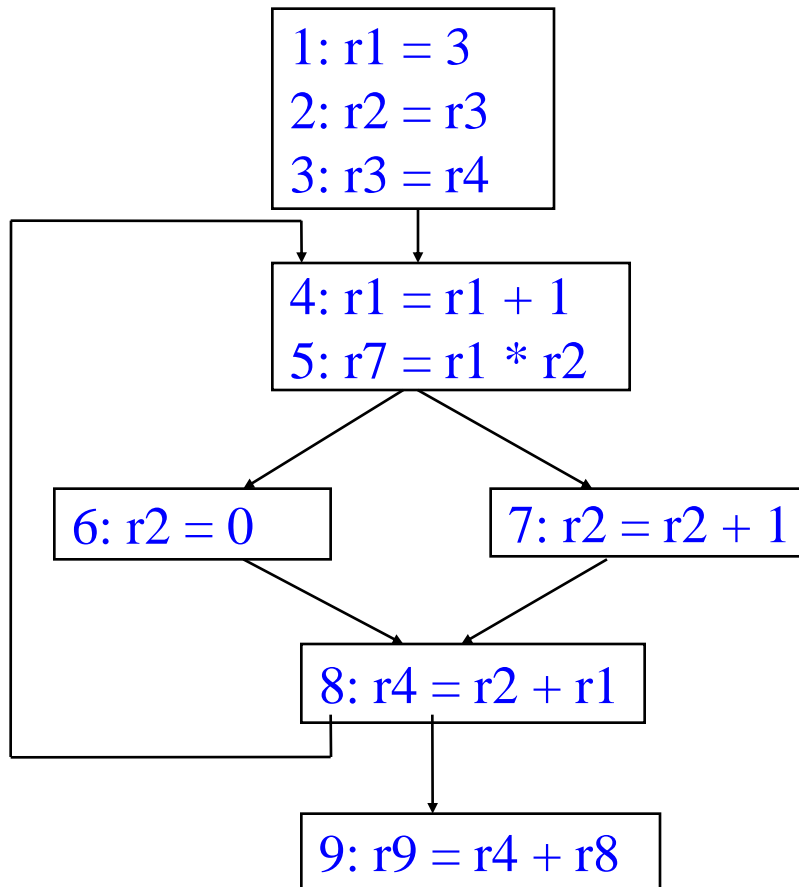 1: r1 = 3
2: r2 = r3
3: r3 = r4
4: r1 = r1 + 1
5: r7 = r1 * r2
6: r2 = 0
7: r2 = r2 + 1
8: r4 = r2 + r1
9: r9 = r4 + r8